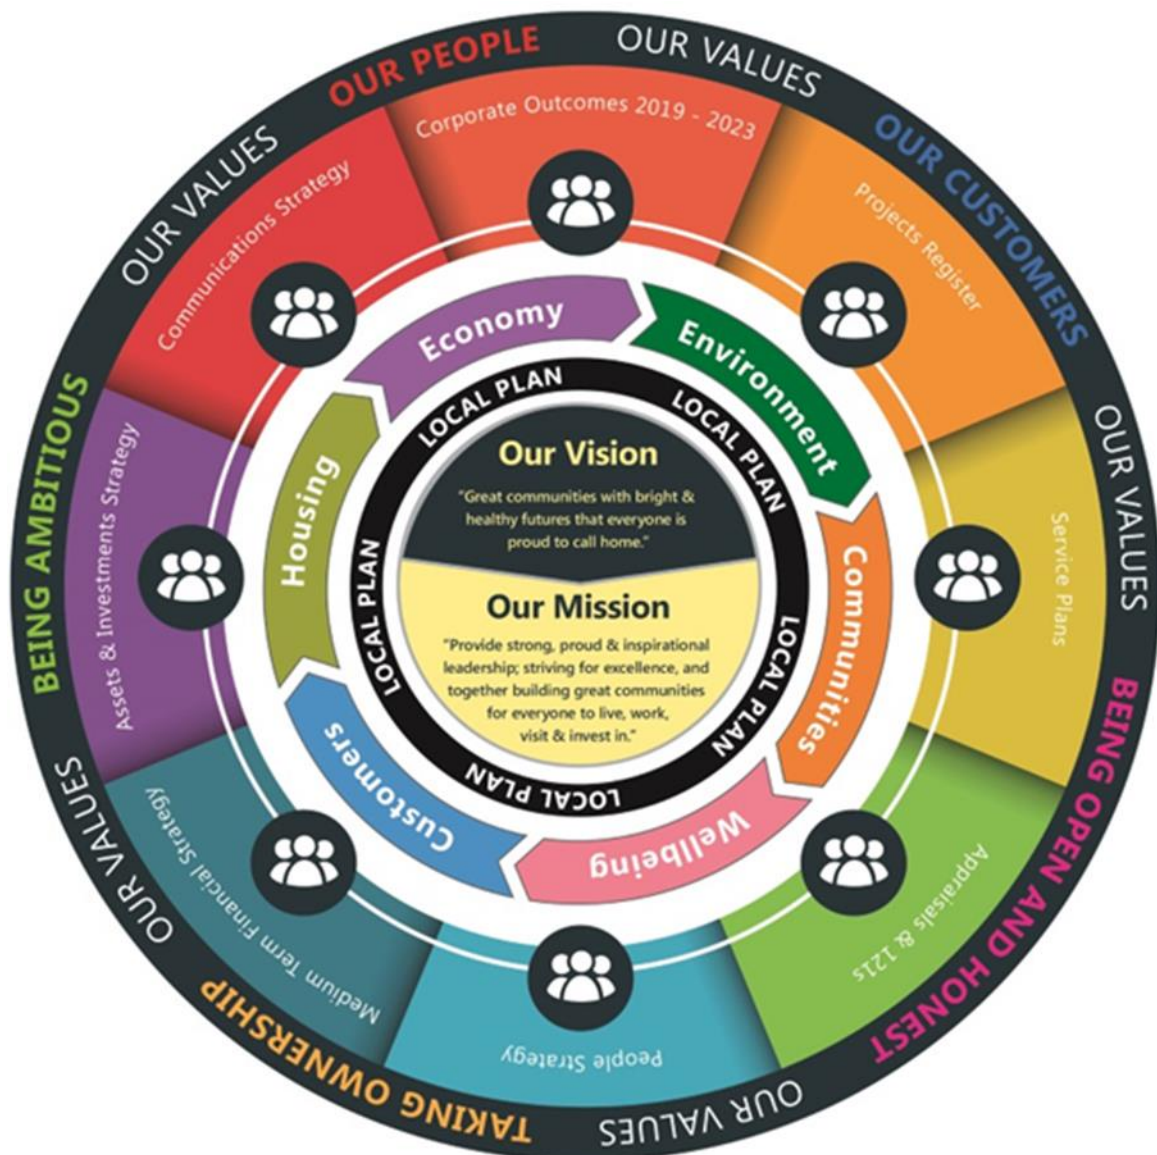 OUR PEOPLE
OUR VALUES
OUR CUSTOMERS
OUR VALUES
BEING OPEN AND HONEST
OUR VALUES
TAKING OWNERSHIP
OUR VALUES
BEING AMBITIOUS
OUR VALUES
Corporate Outcomes 2019 - 2023
Projects Register
Service Plans
Appraisals & 121s
People Strategy
Medium Term Financial Strategy
Assets & Investments Strategy
Communications Strategy
Economy
Environment
Communities
Wellbeing
Customers
Housing
LOCAL PLAN
LOCAL PLAN
LOCAL PLAN
LOCAL PLAN
LOCAL PLAN
Our Vision
"Great communities with bright &
healthy futures that everyone is
proud to call home."
Our Mission
"Provide strong, proud & inspirational
leadership; striving for excellence, and
together building great communities
for everyone to live, work,
visit & invest in."